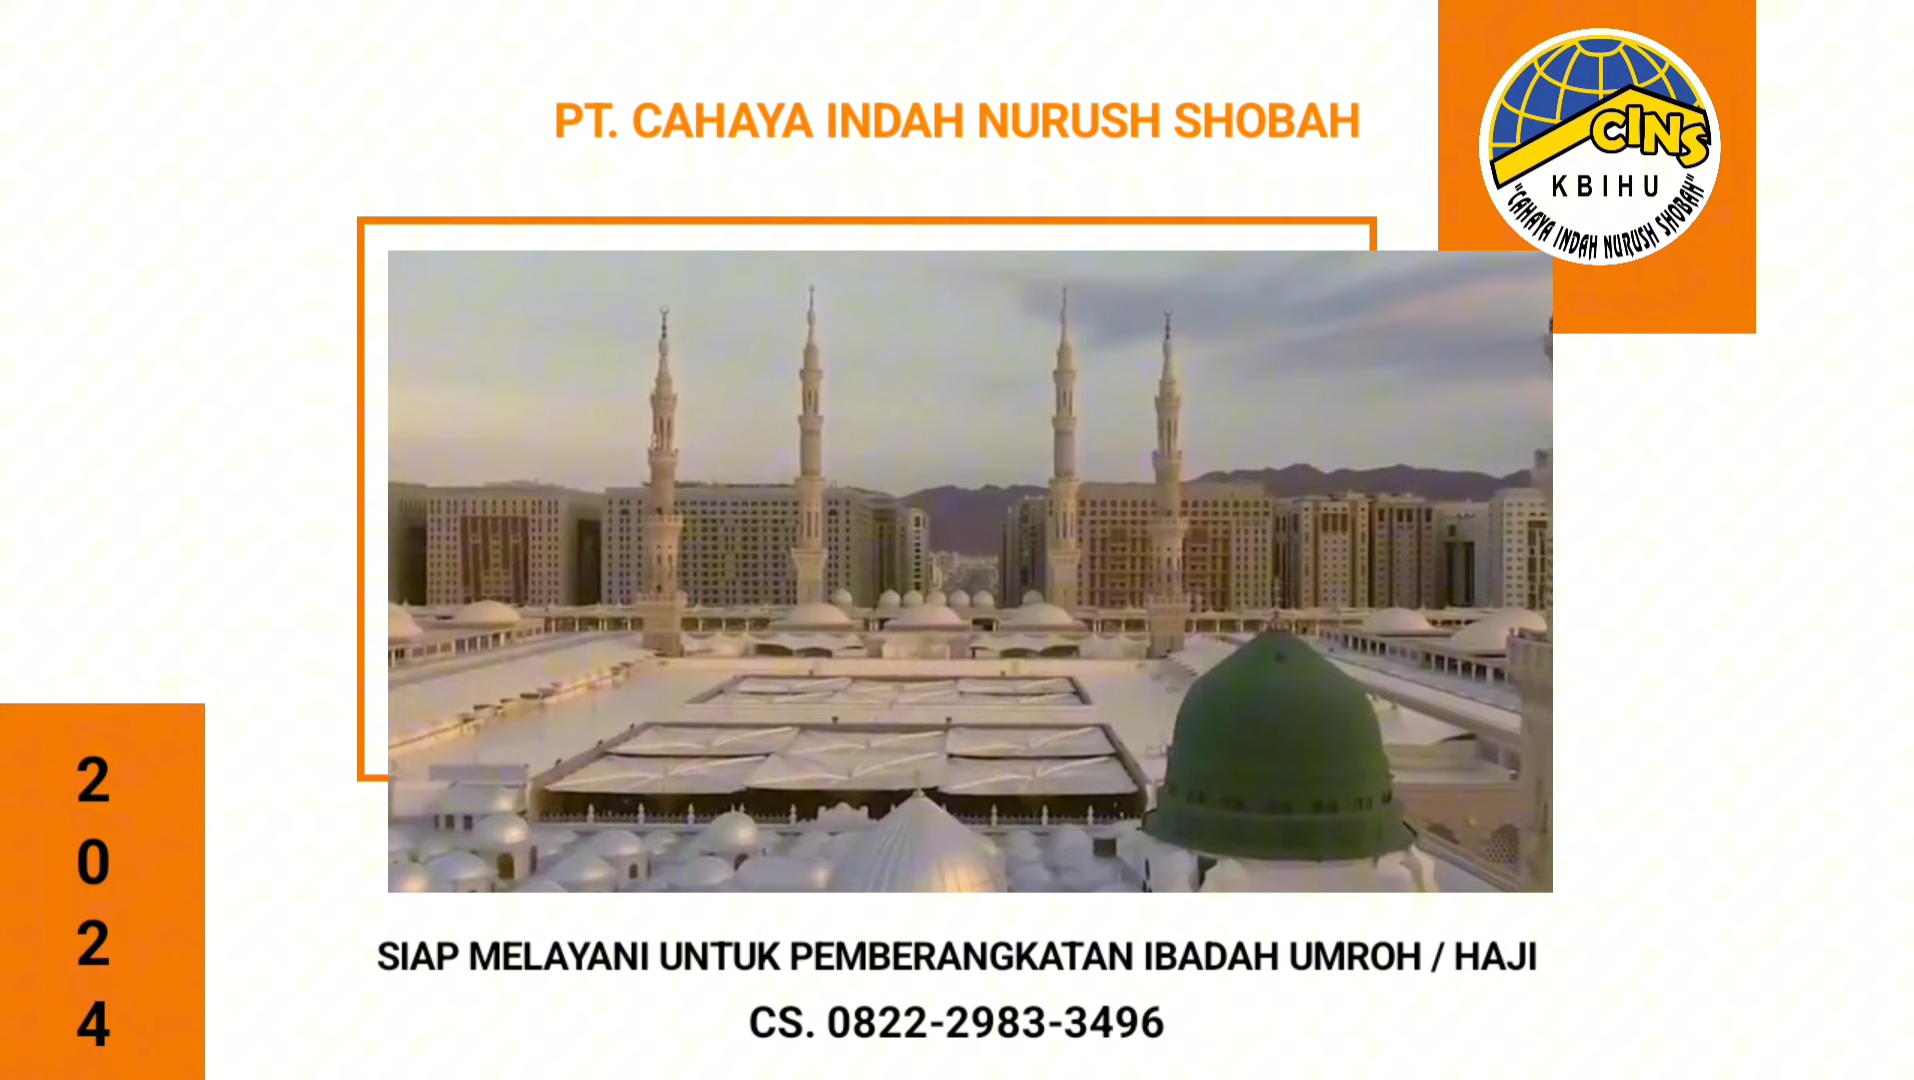 PT. CAHAYA INDAH NURUSH SHOBAH
CINS
KBIHU
"CAHAYA INDAH NURUSH SHOBAH"
2
0
2
4
SIAP MELAYANI UNTUK PEMBERANGKATAN IBADAH UMROH / HAJI
CS. 0822-2983-3496